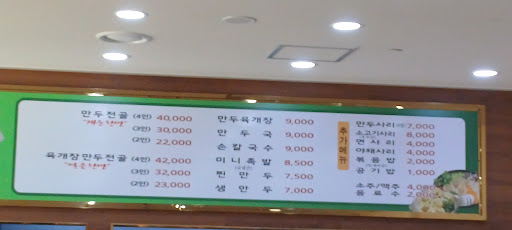 만두전골 (4인) 40,000
(3인) 30,000
(2인) 22,000
육개장만두전골 (4인) 42,000
(3인) 32,000
(2인) 23,000
만두육개장 9,000
만두국 9,000
손칼국수 9,000
미니족발 8,500
찐만두 7,500
생만두 7,000
추가메뉴
만두사리 7,000
소고기사리 8,000
면사리 4,000
야채사리 4,000
볶음밥 2,000
공기밥 1,000
소주/맥주 4,000
음료수 2,000